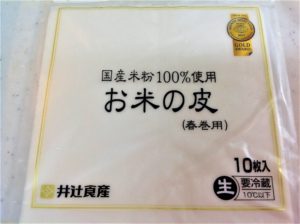 GOLD
国産米粉100%使用
お米の皮
(春巻用)
10枚入
生
要冷蔵
10℃以下
井辻食産